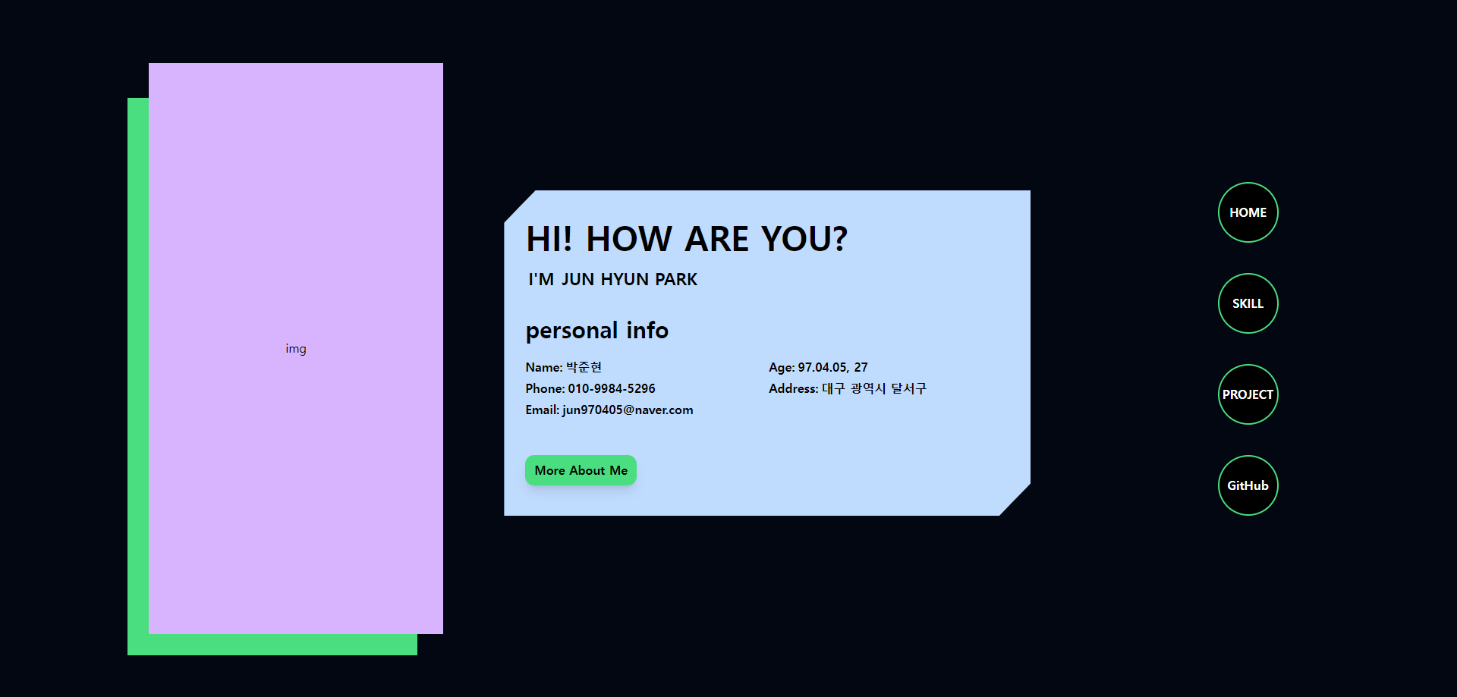 img
HI! HOW ARE YOU?
I'M JUN HYUN PARK
personal info
Name: 박준현
Age: 97.04.05, 27
Phone: 010-9984-5296
Address: 대구 광역시 달서구
Email: jun970405@naver.com
More About Me
HOME
SKILL
PROJECT
GitHub